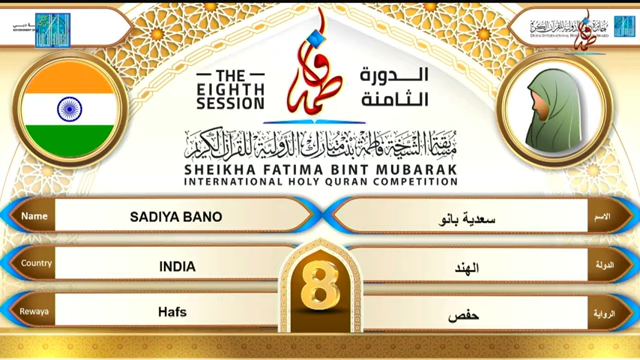 THE
EIGHTH
SESSION
الدورة
الثامنة
فاطمة
مسابقة الشيخة فاطمة بنت مبارك الدولية للقرآن الكريم
SHEIKHA FATIMA BINT MUBARAK
INTERNATIONAL HOLY QURAN COMPETITION
Name
SADIYA BANO
سعدية بانو
الاسم
Country
INDIA
الهند
الدولة
8
Rewaya
Hafs
حفص
الرواية